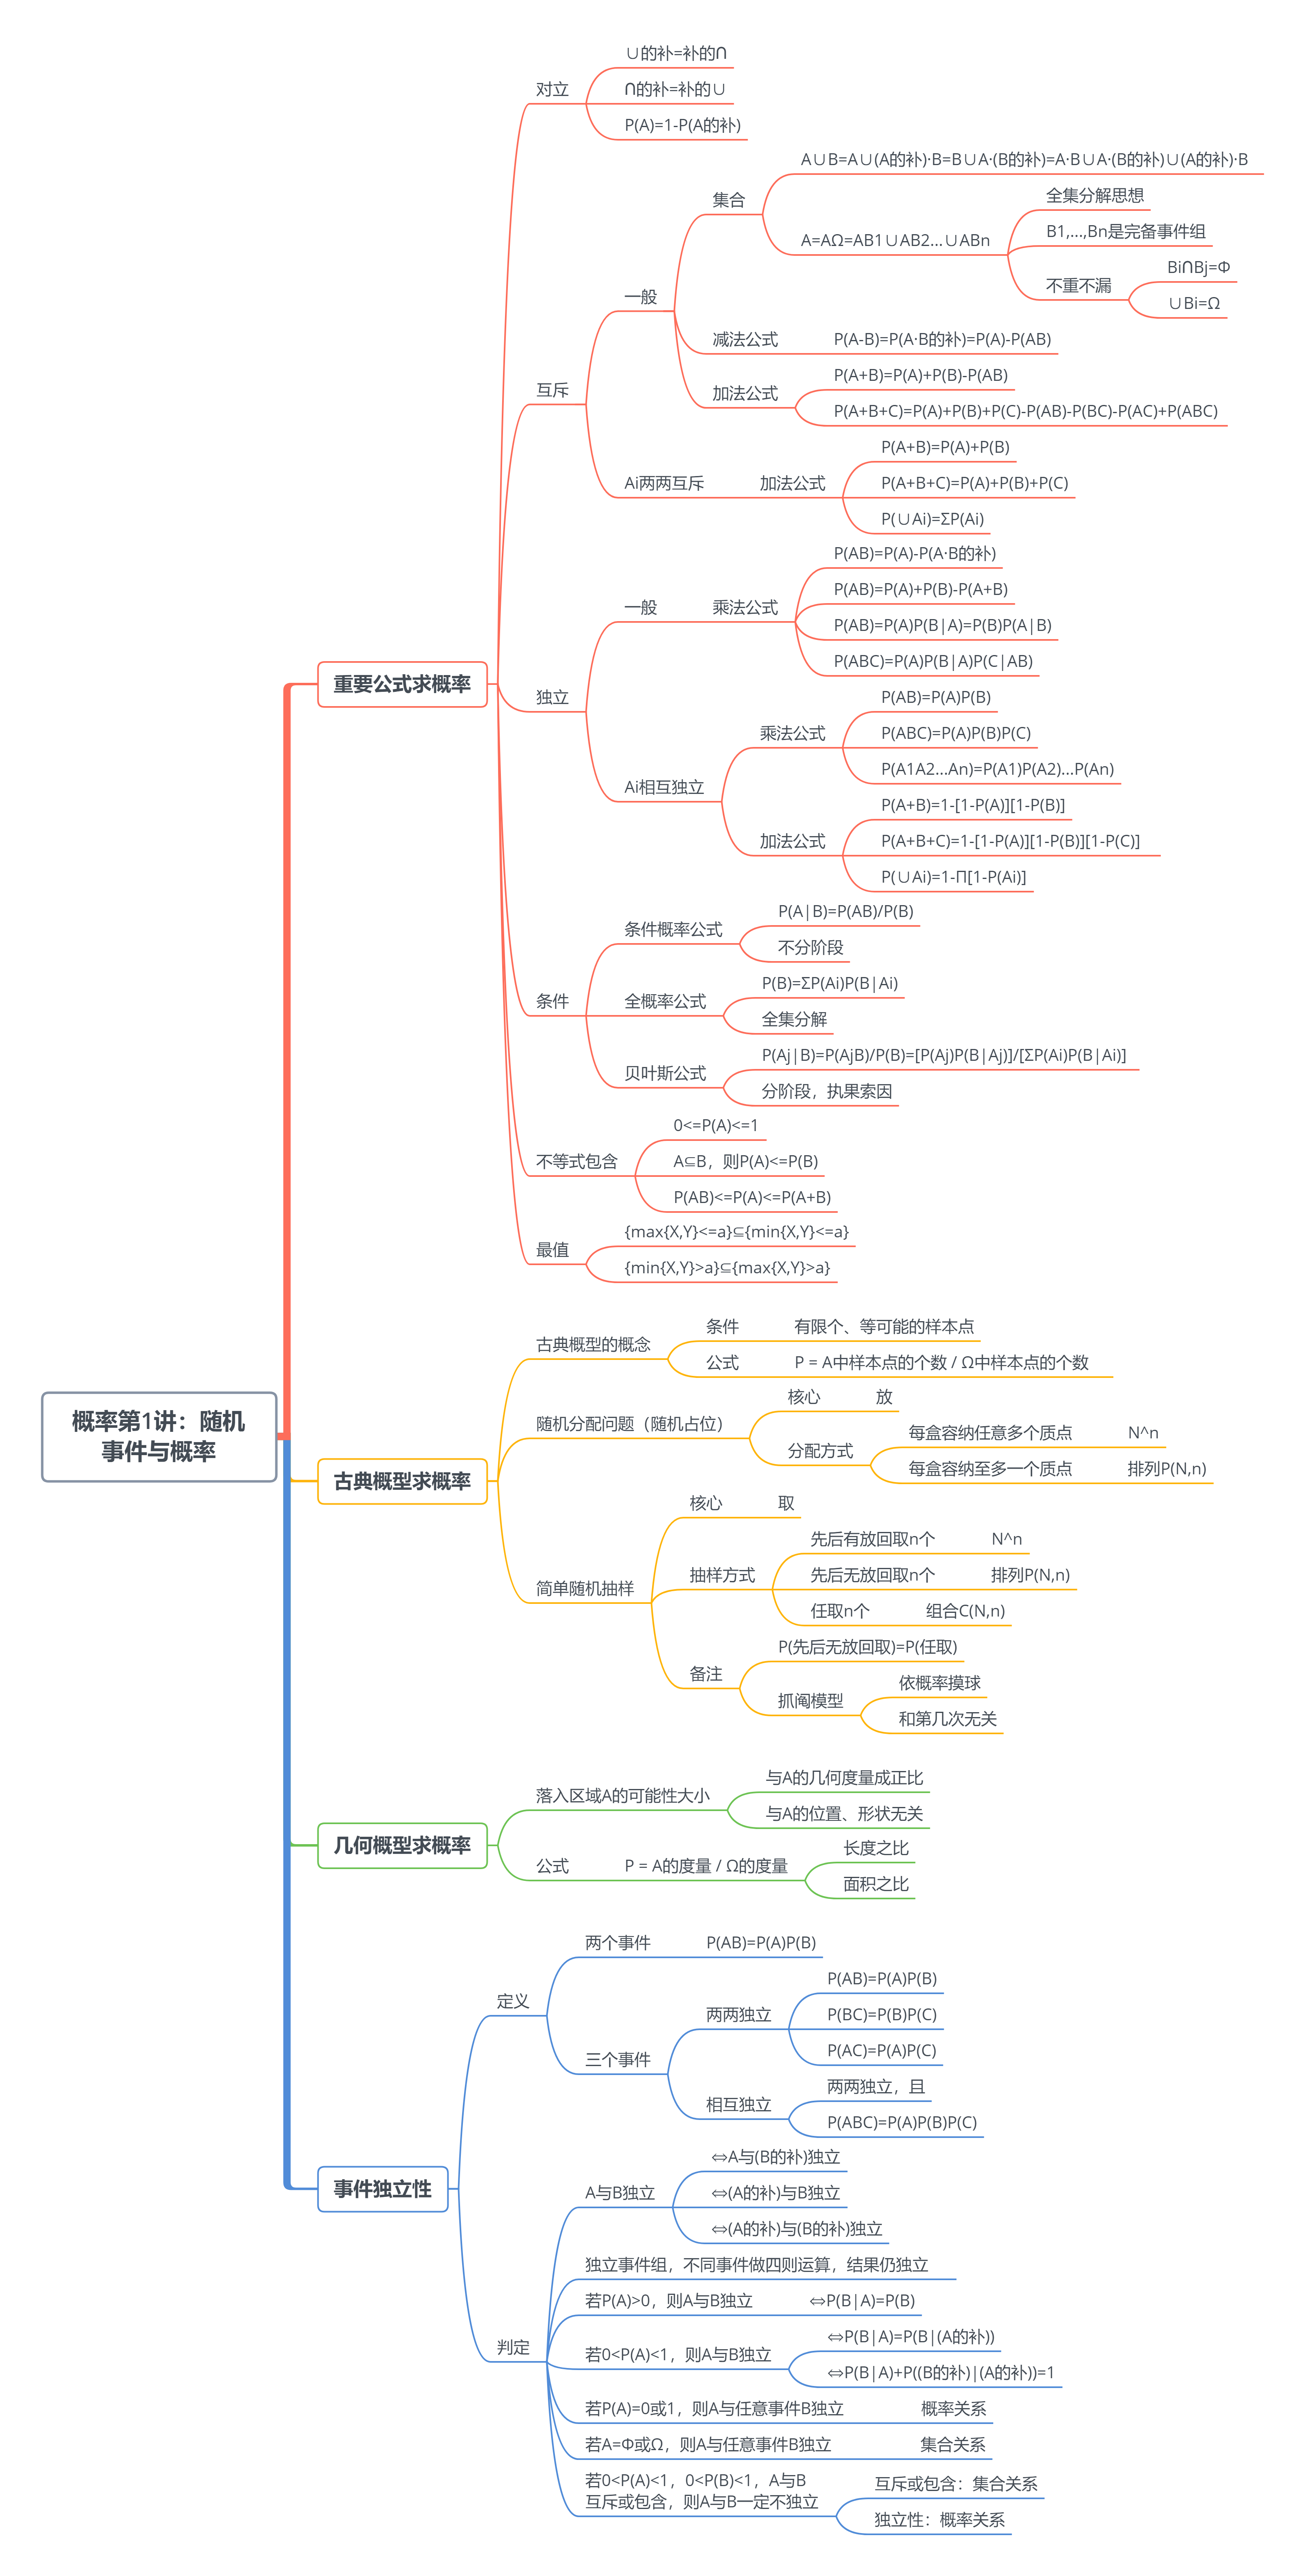 概率第1讲：随机
事件与概率
重要公式求概率
对立
∪的补=补的∩
∩的补=补的∪
P(A)=1-P(A的补)
互斥
一般
集合
A∪B=A∪(A的补)·B=B∪A·(B的补)=A·B∪A·(B的补)∪(A的补)·B
A=AΩ=AB1∪AB2...∪ABn
全集分解思想
B1,...,Bn是完备事件组
不重不漏
Bi∩Bj=Φ
∪Bi=Ω
减法公式
P(A-B)=P(A·B的补)=P(A)-P(AB)
加法公式
P(A+B)=P(A)+P(B)-P(AB)
P(A+B+C)=P(A)+P(B)+P(C)-P(AB)-P(BC)-P(AC)+P(ABC)
Ai两两互斥
加法公式
P(A+B)=P(A)+P(B)
P(A+B+C)=P(A)+P(B)+P(C)
P(∪Ai)=ΣP(Ai)
独立
一般
乘法公式
P(AB)=P(A)-P(A·B的补)
P(AB)=P(A)+P(B)-P(A+B)
P(AB)=P(A)P(B|A)=P(B)P(A|B)
P(ABC)=P(A)P(B|A)P(C|AB)
Ai相互独立
乘法公式
P(AB)=P(A)P(B)
P(ABC)=P(A)P(B)P(C)
P(A1A2...An)=P(A1)P(A2)...P(An)
加法公式
P(A+B)=1-[1-P(A)][1-P(B)]
P(A+B+C)=1-[1-P(A)][1-P(B)][1-P(C)]
P(∪Ai)=1-Π[1-P(Ai)]
条件
条件概率公式
P(A|B)=P(AB)/P(B)
不分阶段
全概率公式
P(B)=ΣP(Ai)P(B|Ai)
全集分解
贝叶斯公式
P(Aj|B)=P(AjB)/P(B)=[P(Aj)P(B|Aj)]/[ΣP(Ai)P(B|Ai)]
分阶段，执果索因
不等式包含
0<=P(A)<=1
A⊆B，则P(A)<=P(B)
P(AB)<=P(A)<=P(A+B)
最值
{max{X,Y}<=a}⊆{min{X,Y}<=a}
{min{X,Y}>a}⊆{max{X,Y}>a}
古典概型求概率
古典概型的概念
条件
有限个、等可能的样本点
公式
P = A中样本点的个数 / Ω中样本点的个数
随机分配问题（随机占位）
核心
放
分配方式
每盒容纳任意多个质点
N^n
每盒容纳至多一个质点
排列P(N,n)
简单随机抽样
核心
取
抽样方式
先后有放回取n个
N^n
先后无放回取n个
排列P(N,n)
任取n个
组合C(N,n)
备注
P(先后无放回取)=P(任取)
抓阄模型
依概率摸球
和第几次无关
几何概型求概率
落入区域A的可能性大小
与A的几何度量成正比
与A的位置、形状无关
公式
P = A的度量 / Ω的度量
长度之比
面积之比
事件独立性
定义
两个事件
P(AB)=P(A)P(B)
三个事件
两两独立
P(AB)=P(A)P(B)
P(BC)=P(B)P(C)
P(AC)=P(A)P(C)
相互独立
两两独立，且
P(ABC)=P(A)P(B)P(C)
判定
A与B独立
⇔A与(B的补)独立
⇔(A的补)与B独立
⇔(A的补)与(B的补)独立
独立事件组，不同事件做四则运算，结果仍独立
若P(A)>0，则A与B独立
⇔P(B|A)=P(B)
若0<P(A)<1，则A与B独立
⇔P(B|A)=P(B|(A的补))
⇔P(B|A)+P((B的补)|(A的补))=1
若P(A)=0或1，则A与任意事件B独立
概率关系
若A=Φ或Ω，则A与任意事件B独立
集合关系
若0<P(A)<1，0<P(B)<1，A与B
互斥或包含，则A与B一定不独立
互斥或包含：集合关系
独立性：概率关系